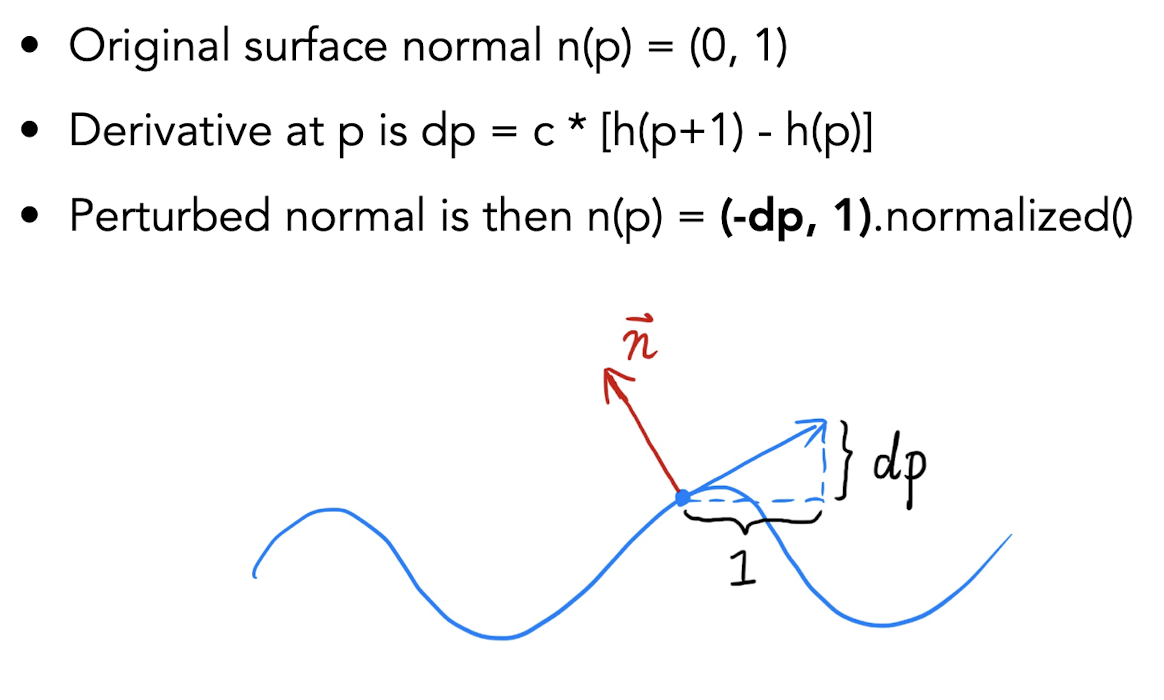 • Original surface normal n(p) = (0, 1)
• Derivative at p is dp = c * [h(p+1) - h(p)]
• Perturbed normal is then n(p) = (-dp, 1).normalized()
n⃗
dp
1